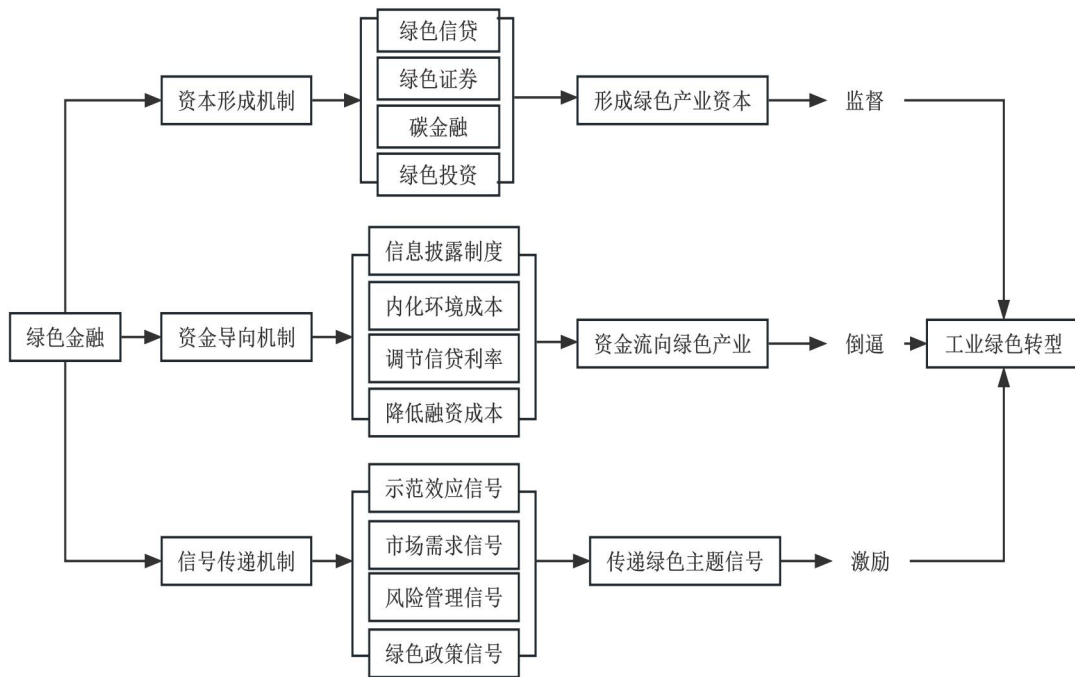 绿色金融
资本形成机制
绿色信贷
绿色证券
碳金融
绿色投资
形成绿色产业资本
监督
资金导向机制
信息披露制度
内化环境成本
调节信贷利率
降低融资成本
资金流向绿色产业
倒逼
工业绿色转型
信号传递机制
示范效应信号
市场需求信号
风险管理信号
绿色政策信号
传递绿色主题信号
激励